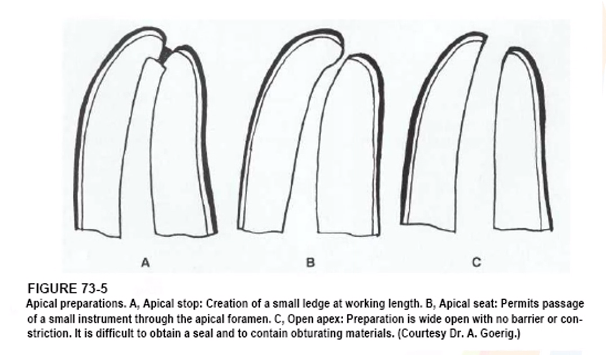 A
B
C
FIGURE 73-5
Apical preparations. A, Apical stop: Creation of a small ledge at working length. B, Apical seat: Permits passage
of a small instrument through the apical foramen. C, Open apex: Preparation is wide open with no barrier or con-
striction. It is difficult to obtain a seal and to contain obturating materials. (Courtesy Dr. A. Goerig.)